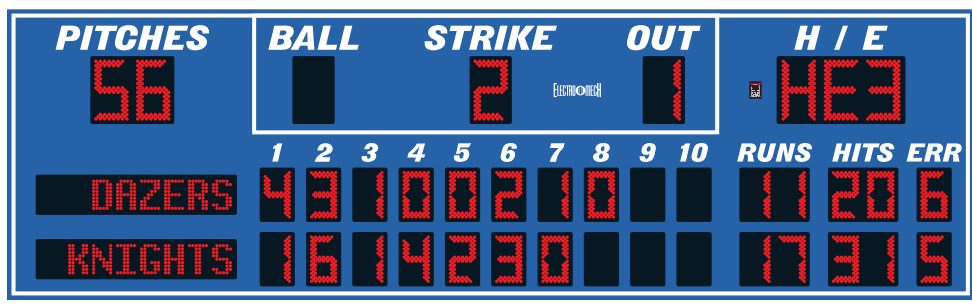 PITCHES BALL STRIKE OUT H / E
56 2 ELECTRO-MECH 1 HE3
1 2 3 4 5 6 7 8 9 10 RUNS HITS ERR
DAZERS 4 3 1 0 0 2 1 0 11 20 6
KNIGHTS 1 6 1 4 2 3 0 17 31 5